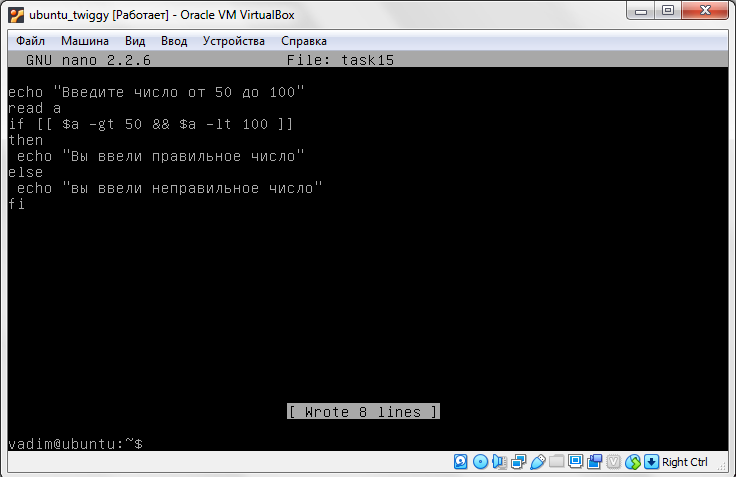 ubuntu_twiggy [Работает] - Oracle VM VirtualBox
Файл Машина Вид Ввод Устройства Справка
GNU nano 2.2.6 File: task15
echo "Введите число от 50 до 100"
read a
if [[ $a -gt 50 && $a -lt 100 ]]
then
echo "Вы ввели правильное число"
else
echo "вы ввели неправильное число"
fi
[ Wrote 8 lines ]
vadim@ubuntu:~$
Right Ctrl